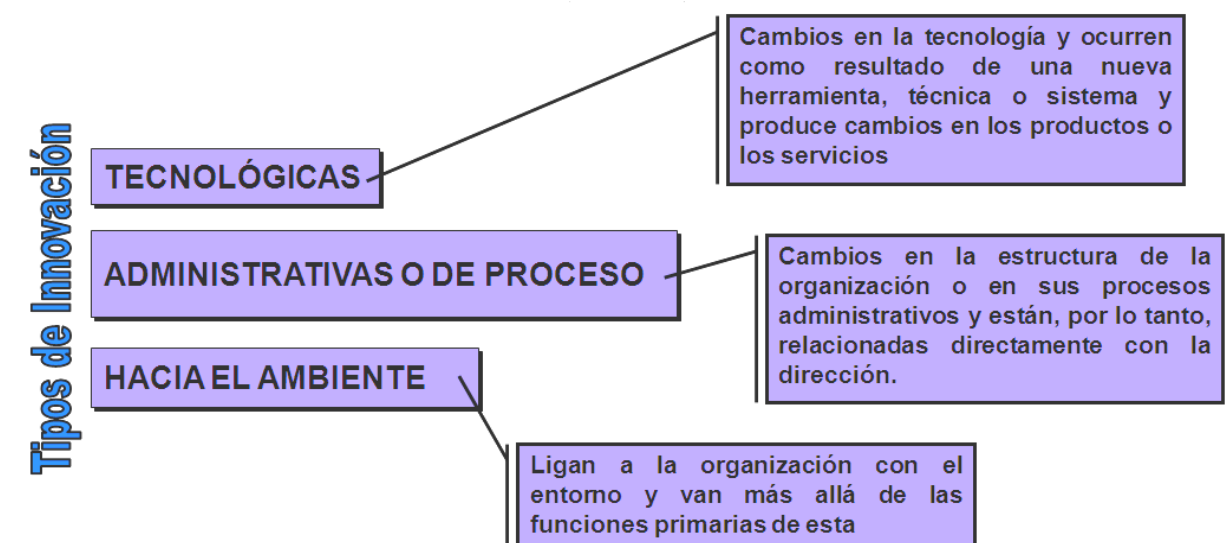 Tipos de Innovación
TECNOLÓGICAS
Cambios en la tecnología y ocurren
como resultado de una nueva
herramienta, técnica o sistema y
produce cambios en los productos o
los servicios
ADMINISTRATIVAS O DE PROCESO
Cambios en la estructura de la
organización o en sus procesos
administrativos y están, por lo tanto,
relacionadas directamente con la
dirección.
HACIA EL AMBIENTE
Ligan a la organización con el
entorno y van más allá de las
funciones primarias de esta